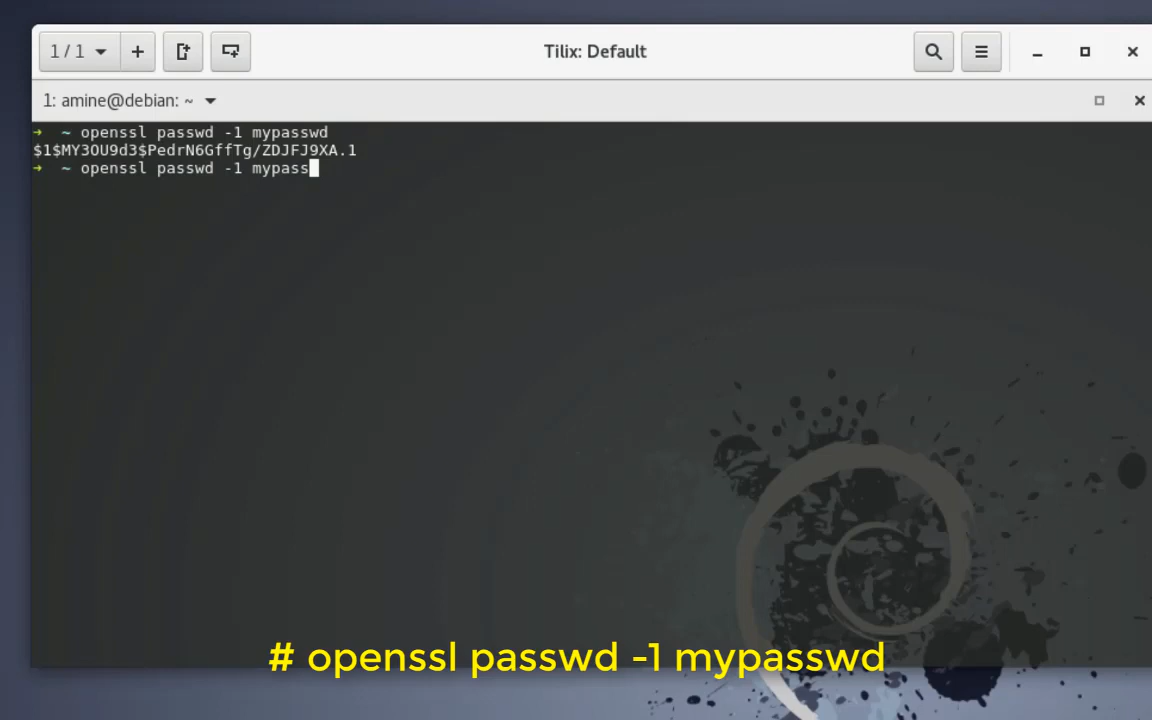 1 / 1
Tilix: Default
1: amine@debian: ~
➜ ~ openssl passwd -1 mypasswd
$1$MY3OU9d3$PedrN6GffTg/ZDJFJ9XA.1
➜ ~ openssl passwd -1 mypass
# openssl passwd -1 mypasswd